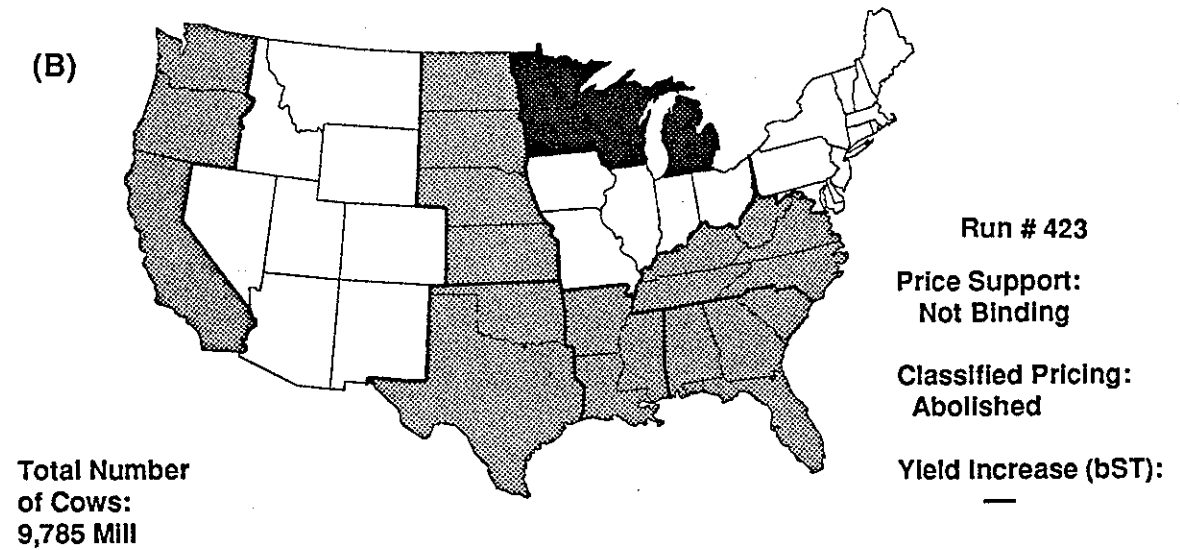 (B)
Run # 423
Price Support:
Not Binding
Classified Pricing:
Abolished
Yield Increase (bST):
—
Total Number
of Cows:
9,785 Mill